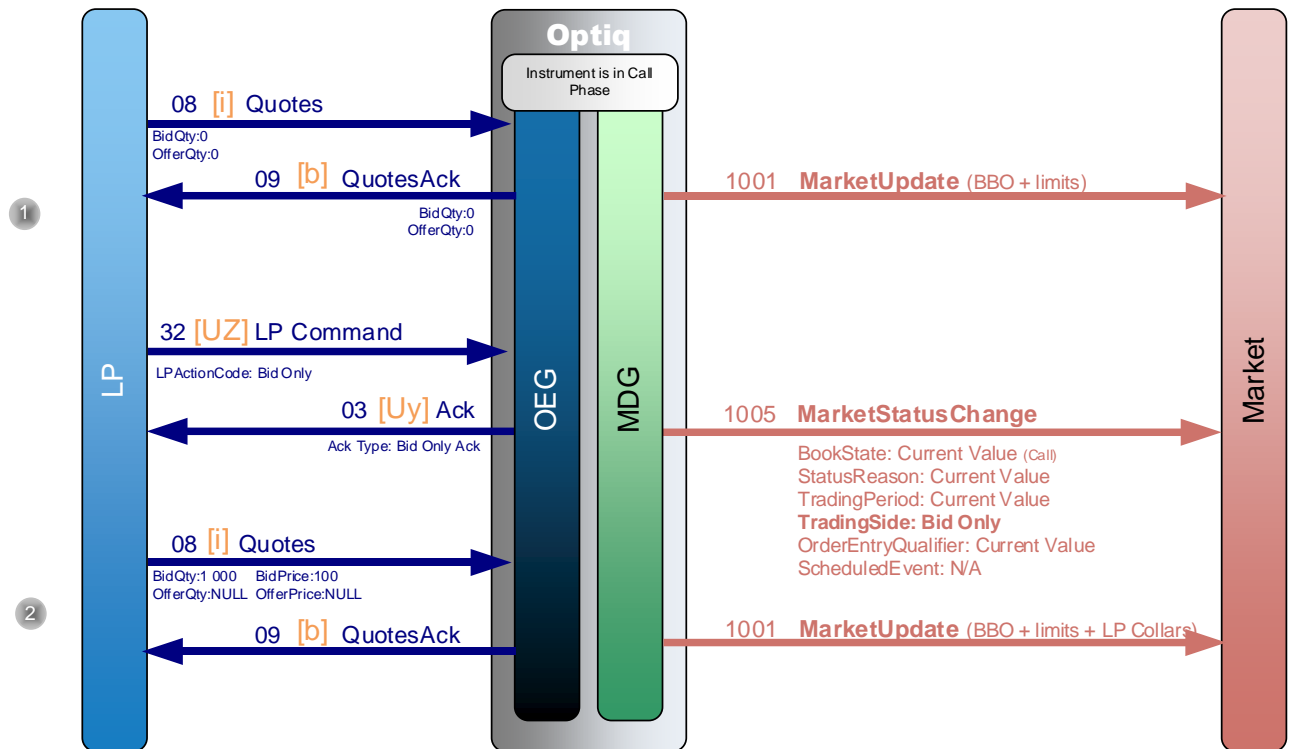 Optiq
Instrument is in Call
Phase
08 [i] Quotes
BidQty:0
OfferQty:0
09 [b] QuotesAck
BidQty:0
OfferQty:0
1001 MarketUpdate (BBO + limits)
1
32 [UZ] LP Command
LPActionCode: Bid Only
LP
OEG
MDG
Market
03 [Uy] Ack
Ack Type: Bid Only Ack
1005 MarketStatusChange
BookState: Current Value (Call)
StatusReason: Current Value
TradingPeriod: Current Value
TradingSide: Bid Only
OrderEntryQualifier: Current Value
ScheduledEvent: N/A
08 [i] Quotes
BidQty:1 000 BidPrice:100
OfferQty:NULL OfferPrice:NULL
2
09 [b] QuotesAck
1001 MarketUpdate (BBO + limits + LP Collars)